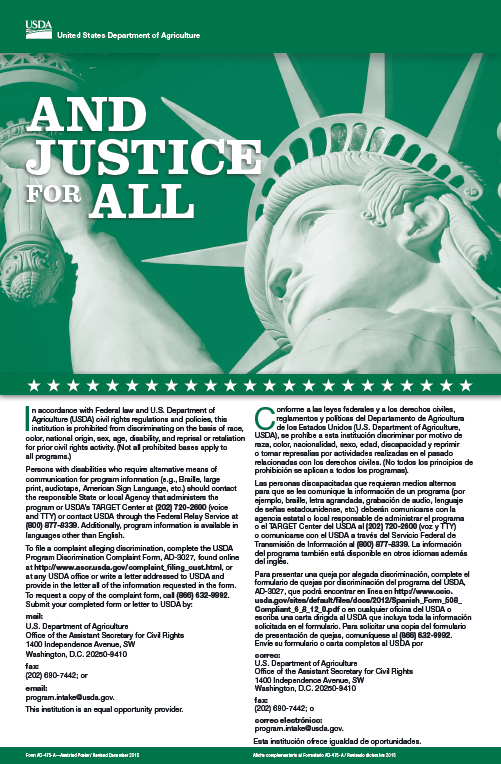 USDA
United States Department of Agriculture
AND
JUSTICE
FOR ALL
In accordance with Federal law and U.S. Department of
Agriculture (USDA) civil rights regulations and policies, this
institution is prohibited from discriminating on the basis of race,
color, national origin, sex, age, disability, and reprisal or retaliation
for prior civil rights activity. (Not all prohibited bases apply to
all programs.)
Persons with disabilities who require alternative means of
communication for program information (e.g., Braille, large
print, audiotape, American Sign Language, etc.) should contact
the responsible State or local Agency that administers the
program or USDA's TARGET Center at (202) 720-2600 (voice
and TTY) or contact USDA through the Federal Relay Service at
(800) 877-8339. Additionally, program information is available in
languages other than English.
To file a complaint alleging discrimination, complete the USDA
Program Discrimination Complaint Form, AD-3027, found online
at http://www.ascr.usda.gov/complaint_filing_cust.html, or
at any USDA office or write a letter addressed to USDA and
provide in the letter all of the information requested in the form.
To request a copy of the complaint form, call (866) 632-9992.
Submit your completed form or letter to USDA by:
mail:
U.S. Department of Agriculture
Office of the Assistant Secretary for Civil Rights
1400 Independence Avenue, SW
Washington, D.C. 20250-9410
fax:
(202) 690-7442; or
email:
program.intake@usda.gov.
This institution is an equal opportunity provider.
Conforme a las leyes federales y a los derechos civiles,
reglamentos y políticas del Departamento de Agricultura
de los Estados Unidos (U.S. Department of Agriculture,
USDA), se prohíbe a esta institución discriminar por motivo de
raza, color, nacionalidad, sexo, edad, discapacidad y reprimir
o tomar represalias por actividades realizadas en el pasado
relacionadas con los derechos civiles. (No todos los principios de
prohibición se aplican a todos los programas).
Las personas discapacitadas que requieran medios alternos
para que se les comunique la información de un programa (por
ejemplo, braille, letra agrandada, grabación de audio, lenguaje
de señas estadounidense, etc.) deberán comunicarse con la
agencia estatal o local responsable de administrar el programa
o el TARGET Center del USDA al (202) 720-2600 (voz y TTY)
o comunicarse con el USDA a través del Servicio Federal de
Transmisión de Información al (800) 877-8339. La información
del programa también está disponible en otros idiomas además
del inglés.
Para presentar una queja por alegada discriminación, complete el
formulario de quejas por discriminación del programa del USDA,
AD-3027, que podrá encontrar en línea en http://www.ocio.
usda.gov/sites/default/files/docs/2012/Spanish_Form_508_
Compliant_6_8_12_0.pdf o en cualquier oficina del USDA o
escriba una carta dirigida al USDA que incluya toda la información
solicitada en el formulario. Para solicitar una copia del formulario
de presentación de quejas, comuníquese al (866) 632-9992.
Envíe su formulario o carta completos al USDA por
correo:
U.S. Department of Agriculture
Office of the Assistant Secretary for Civil Rights
1400 Independence Avenue, SW
Washington, D.C. 20250-9410
fax:
(202) 690-7442; o
correo electrónico:
program.intake@usda.gov.
Esta institución ofrece igualdad de oportunidades.
Form AD-475-A—Assisted Poster/ Revised December 2015
Afiche complementario al Formulario AD-475-A / Revisado diciembre 2015